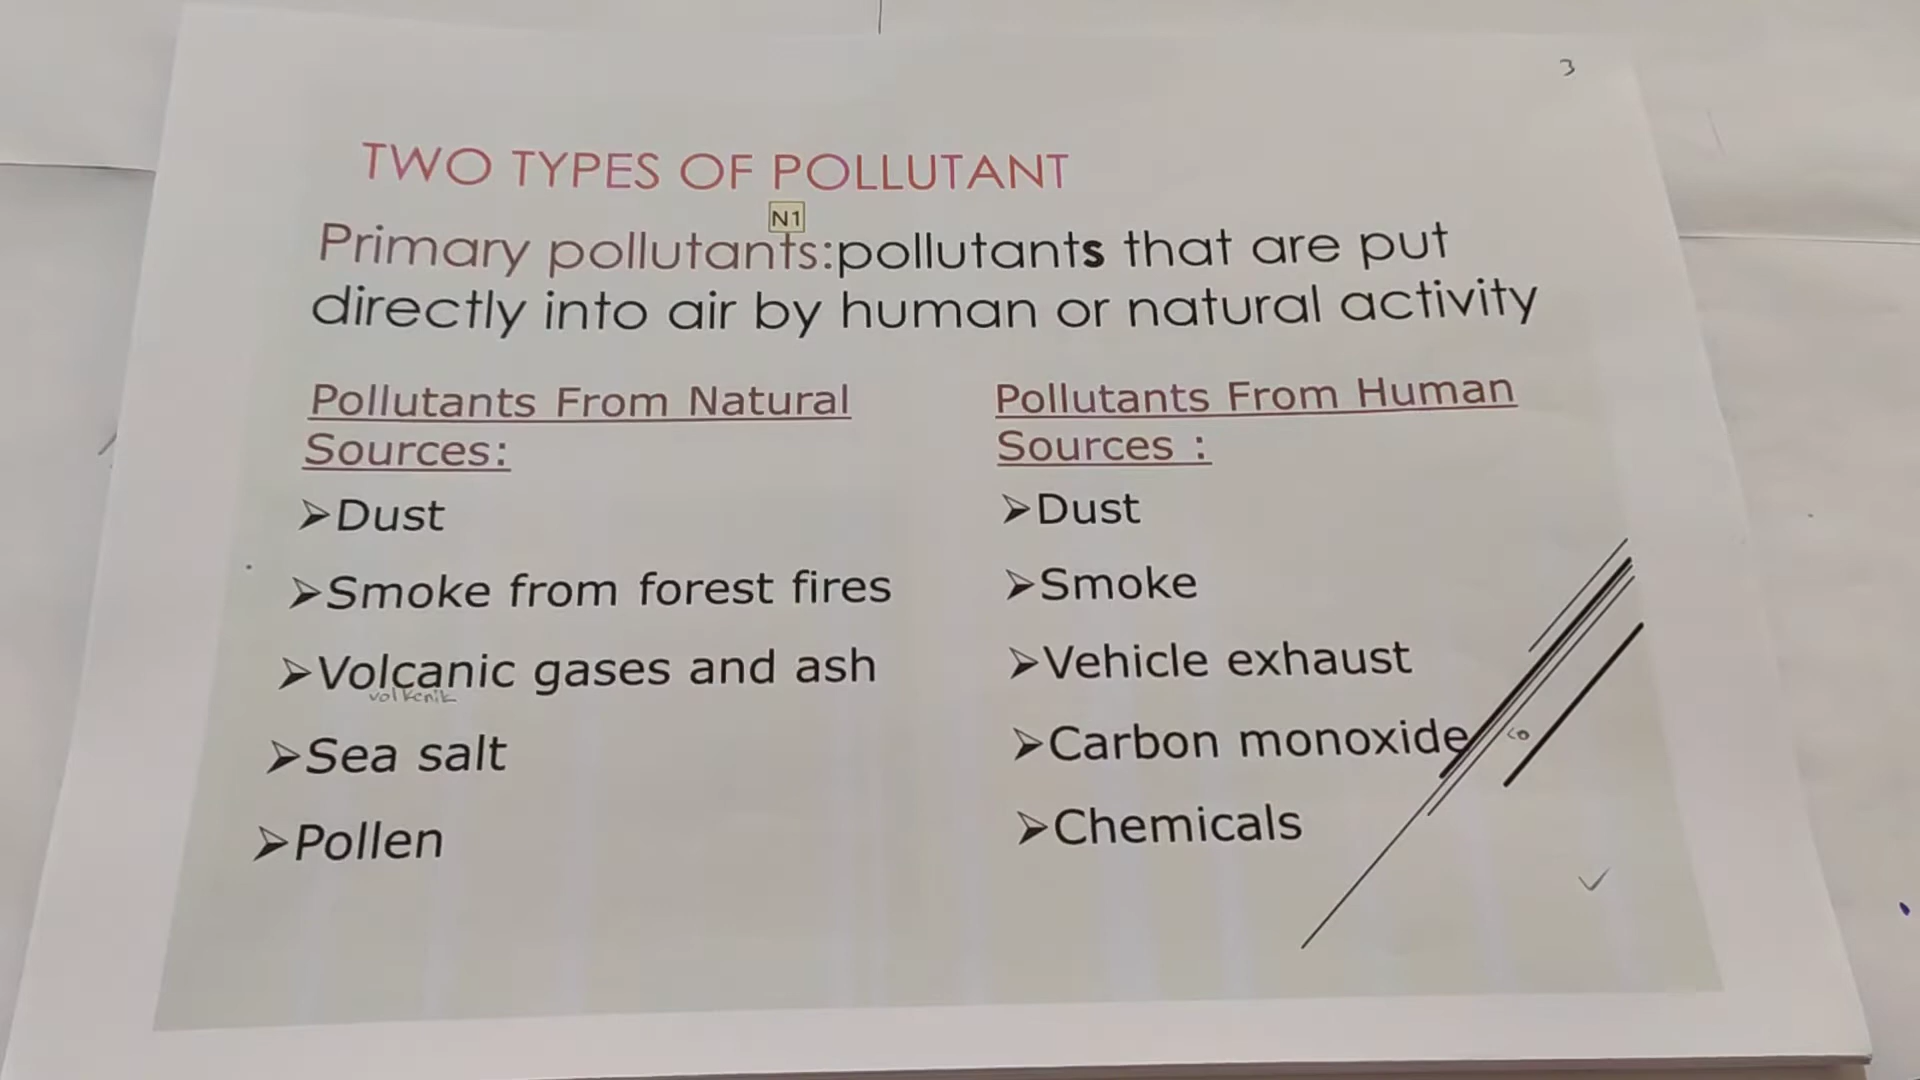 3
TWO TYPES OF POLLUTANT
N1
Primary pollutants:pollutants that are put
directly into air by human or natural activity
Pollutants From Natural
Sources:
➢Dust
➢Smoke from forest fires
➢Volcanic gases and ash
volkenik
➢Sea salt
➢Pollen
Pollutants From Human
Sources :
➢Dust
➢Smoke
➢Vehicle exhaust
➢Carbon monoxide
co
➢Chemicals